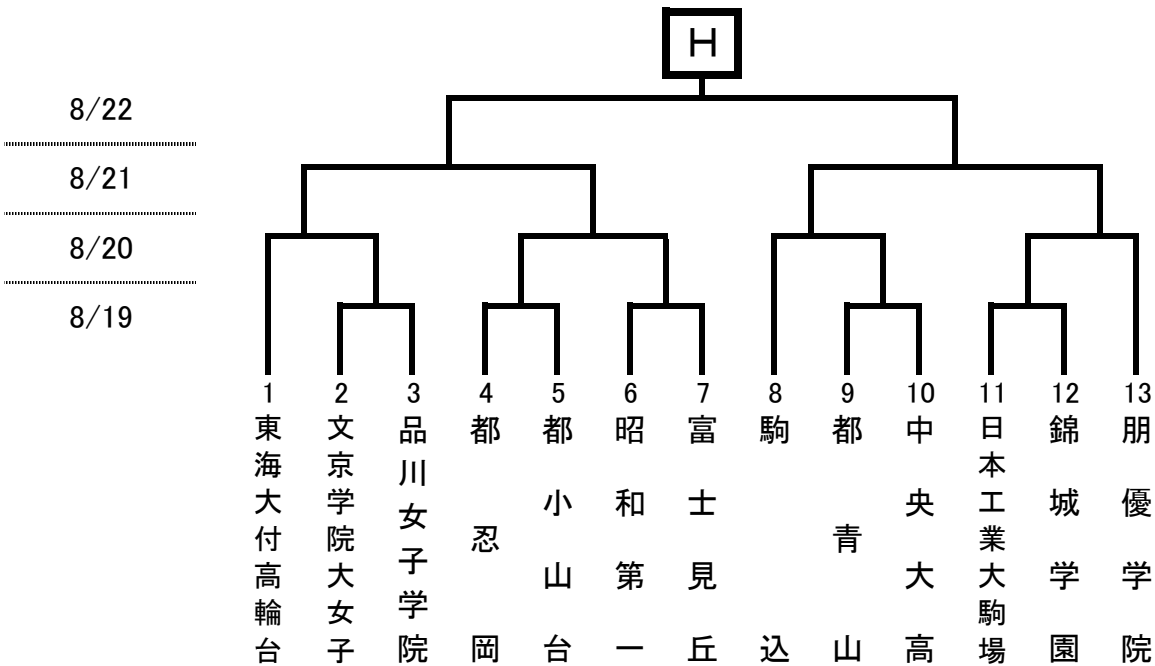 H
8/22
8/21
8/20
8/19
1 2 3 4 5 6 7 8 9 10 11 12 13
東海大付高輪台
文京学院大女子
品川女子学院
都忍岡
都小山台
昭和第一
富士見丘
駒込
都青山
中央大高
日本工業大駒場
錦城学園
朋優学院